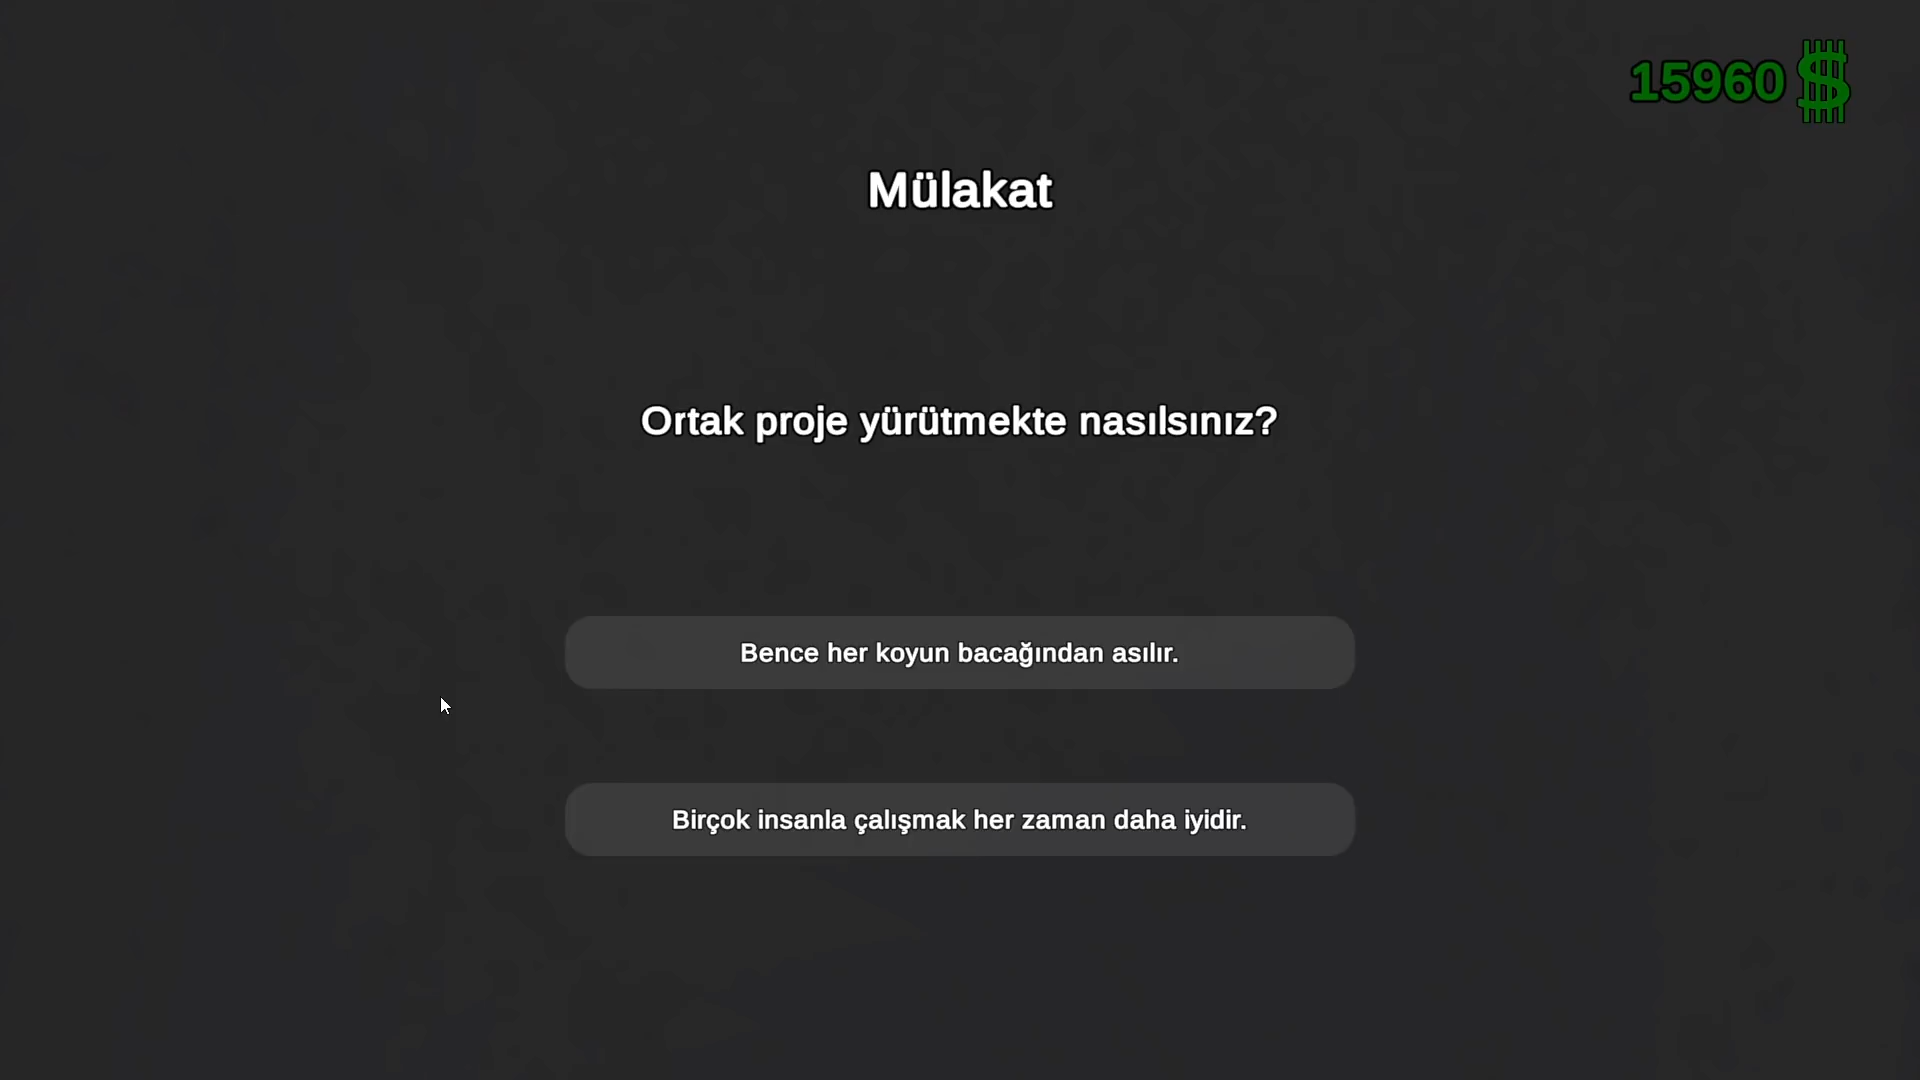 15960 $
Mülakat
Ortak proje yürütmekte nasılsınız?
Bence her koyun bacağından asılır.
Birçok insanla çalışmak her zaman daha iyidir.